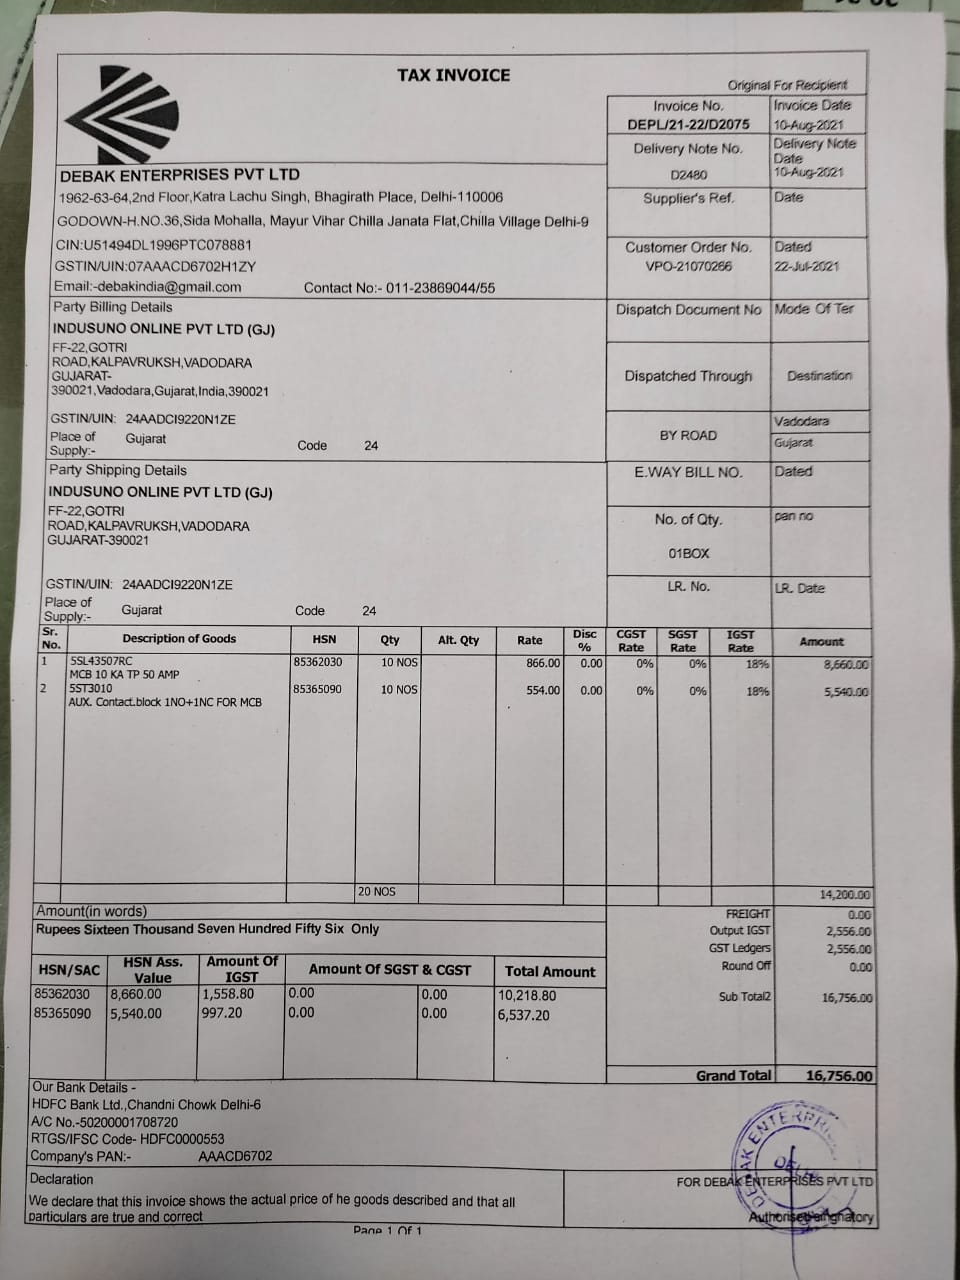 TAX INVOICE
Original For Recipient
Invoice No.
Invoice Date
DEPL/21-22/D2075
10-Aug-2021
Delivery Note No.
Delivery Note Date
D2480
10-Aug-2021
DEBAK ENTERPRISES PVT LTD
1962-63-64,2nd Floor,Katra Lachu Singh, Bhagirath Place, Delhi-110006
GODOWN-H.NO.36,Sida Mohalla, Mayur Vihar Chilla Janata Flat,Chilla Village Delhi-9
CIN:U51494DL1996PTC078881
GSTIN/UIN:07AAACD6702H1ZY
Email:-debakindia@gmail.com Contact No:- 011-23869044/55
Supplier's Ref. Date
Customer Order No. Dated
VPO-21070266 22-Jul-2021
Party Billing Details
INDUSUNO ONLINE PVT LTD (GJ)
FF-22,GOTRI
ROAD,KALPAVRUKSH,VADODARA
GUJARAT-
390021,Vadodara,Gujarat,India,390021
GSTIN/UIN: 24AADCI9220N1ZE
Place of Supply:- Gujarat Code 24
Dispatch Document No Mode Of Ter
Dispatched Through Destination
BY ROAD
Vadodara
Gujarat
Party Shipping Details
INDUSUNO ONLINE PVT LTD (GJ)
FF-22,GOTRI
ROAD,KALPAVRUKSH,VADODARA
GUJARAT-390021
GSTIN/UIN: 24AADCI9220N1ZE
Place of Supply:- Gujarat Code 24
E.WAY BILL NO. Dated
No. of Qty. pan no
01BOX
LR. No. LR. Date
Sr. No. Description of Goods HSN Qty Alt. Qty Rate Disc % CGST Rate SGST Rate IGST Rate Amount
1 5SL43507RC 85362030 10 NOS 866.00 0.00 0% 0% 18% 8,660.00
MCB 10 KA TP 50 AMP
2 5ST3010 85365090 10 NOS 554.00 0.00 0% 0% 18% 5,540.00
AUX. Contact.block 1NO+1NC FOR MCB
20 NOS 14,200.00
Amount(in words)
Rupees Sixteen Thousand Seven Hundred Fifty Six Only
FREIGHT 0.00
Output IGST 2,556.00
GST Ledgers 2,556.00
Round Off 0.00
Sub Total2 16,756.00
HSN/SAC HSN Ass. Value Amount Of IGST Amount Of SGST & CGST Total Amount
85362030 8,660.00 1,558.80 0.00 0.00 10,218.80
85365090 5,540.00 997.20 0.00 0.00 6,537.20
Grand Total 16,756.00
Our Bank Details -
HDFC Bank Ltd.,Chandni Chowk Delhi-6
A/C No.-50200001708720
RTGS/IFSC Code- HDFC0000553
Company's PAN:- AAACD6702
Declaration
We declare that this invoice shows the actual price of he goods described and that all
particulars are true and correct
FOR DEBAK ENTERPRISES PVT LTD
Authorised
Page 1 Of 1